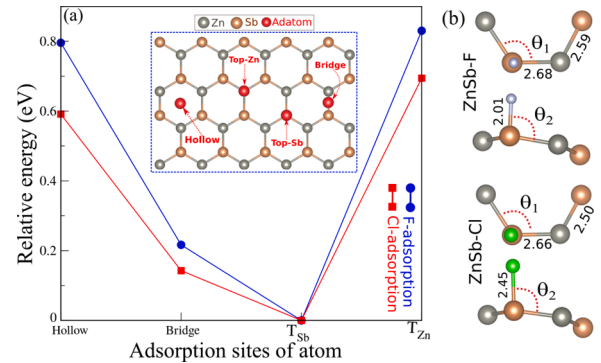 (a)
Zn Sb Adatom
Top-Zn
Bridge
Hollow
Top-Sb
0.8
0.6
0.4
0.2
0
Relative energy (eV)
Cl-adsorption
F-adsorption
Hollow
Bridge
T_Sb
T_Zn
Adsorption sites of atom
(b)
ZnSb-F
θ1
2.68
2.59
2.01
θ2
ZnSb-Cl
θ1
2.66
2.50
2.45
θ2